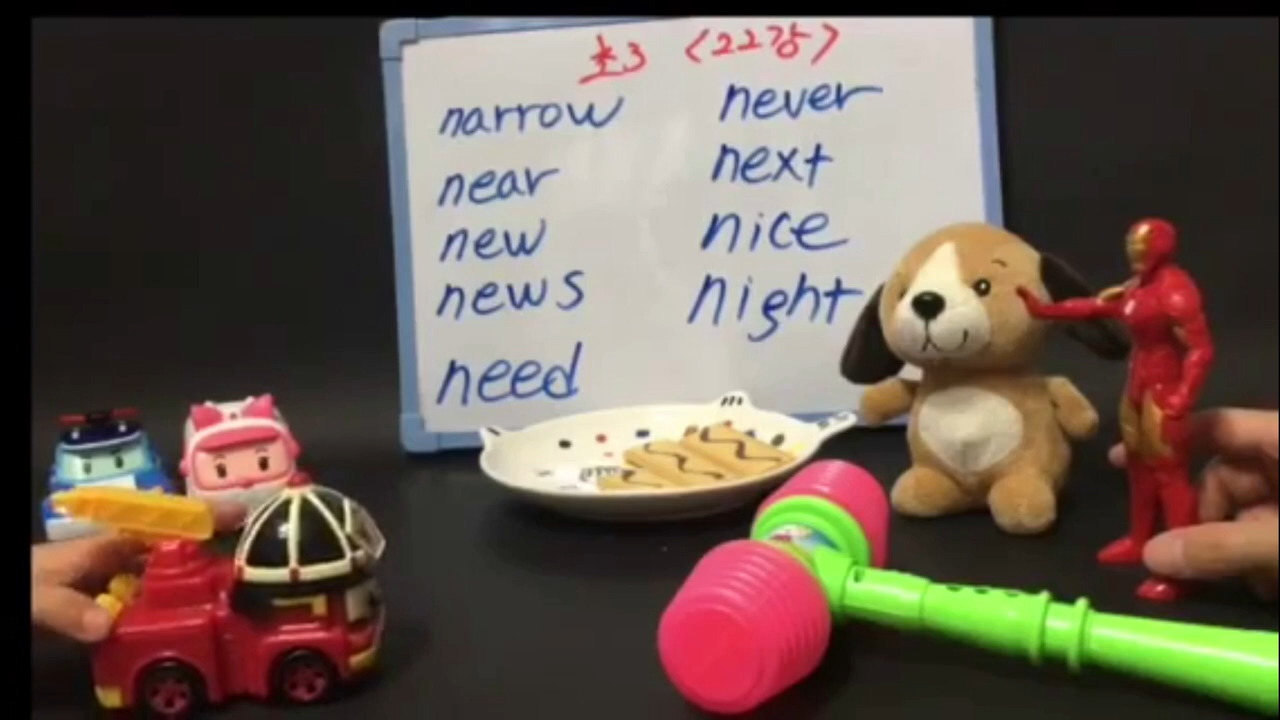 초3 <22강>
narrow never
near next
new nice
news night
need